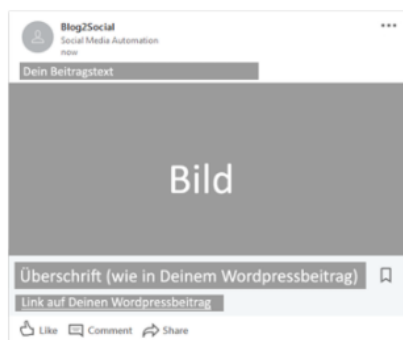 Blog2Social
Social Media Automation
now
Dein Beitragstext
Bild
Überschrift (wie in Deinem Wordpressbeitrag)
Link auf Deinen Wordpressbeitrag
Like Comment Share